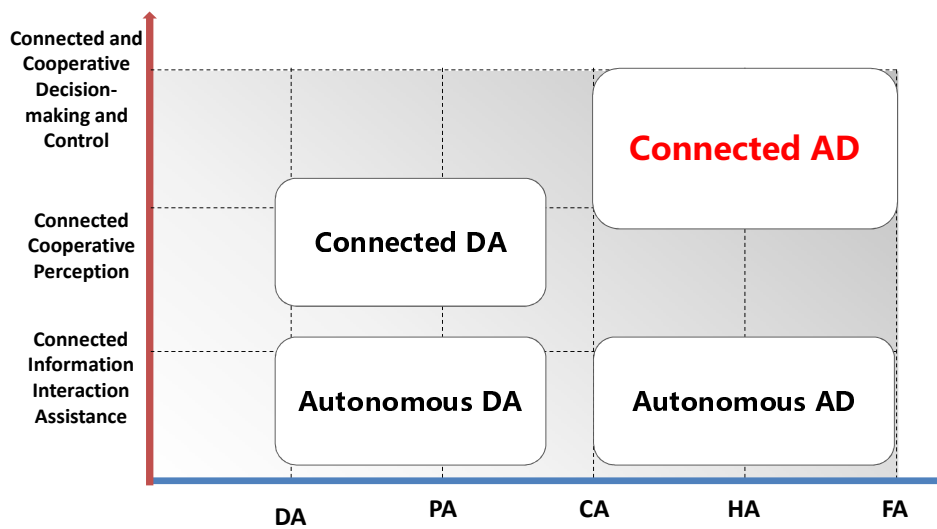 Connected and
Cooperative
Decision-
making and
Control
Connected AD
Connected
Cooperative
Perception
Connected DA
Connected
Information
Interaction
Assistance
Autonomous DA
Autonomous AD
DA
PA
CA
HA
FA